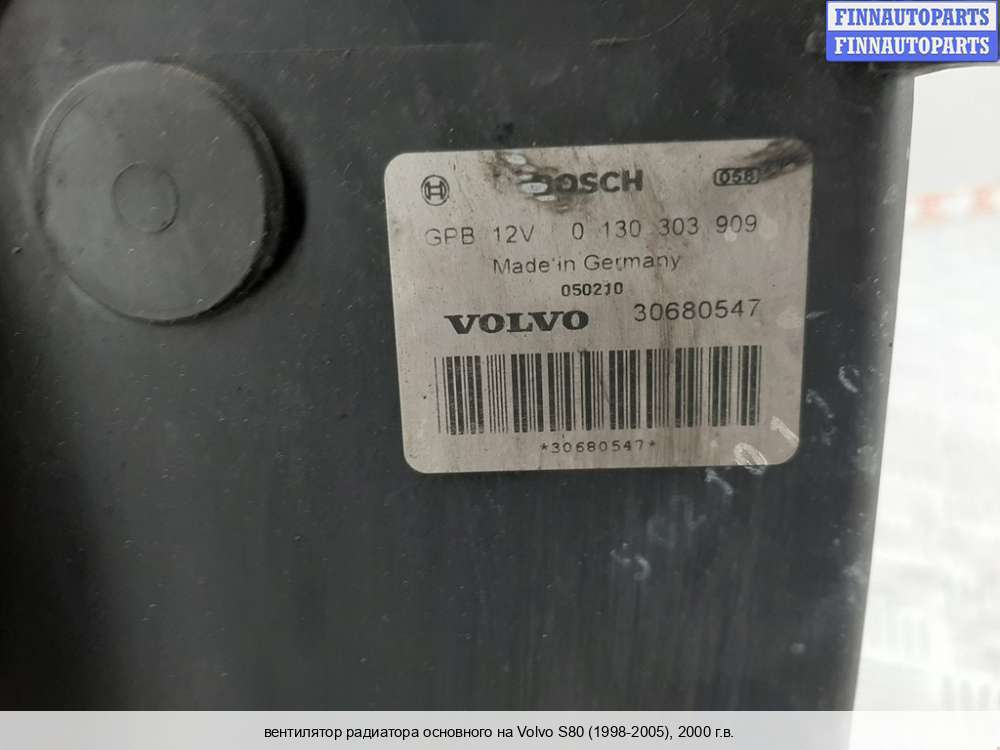 FINNAUTOPARTS
FINNAUTOPARTS
BOSCH 058
GPB 12V 0 130 303 909
Made in Germany
050210
VOLVO 30680547
*30680547*
вентилятор радиатора основного на Volvo S80 (1998-2005), 2000 г.в.